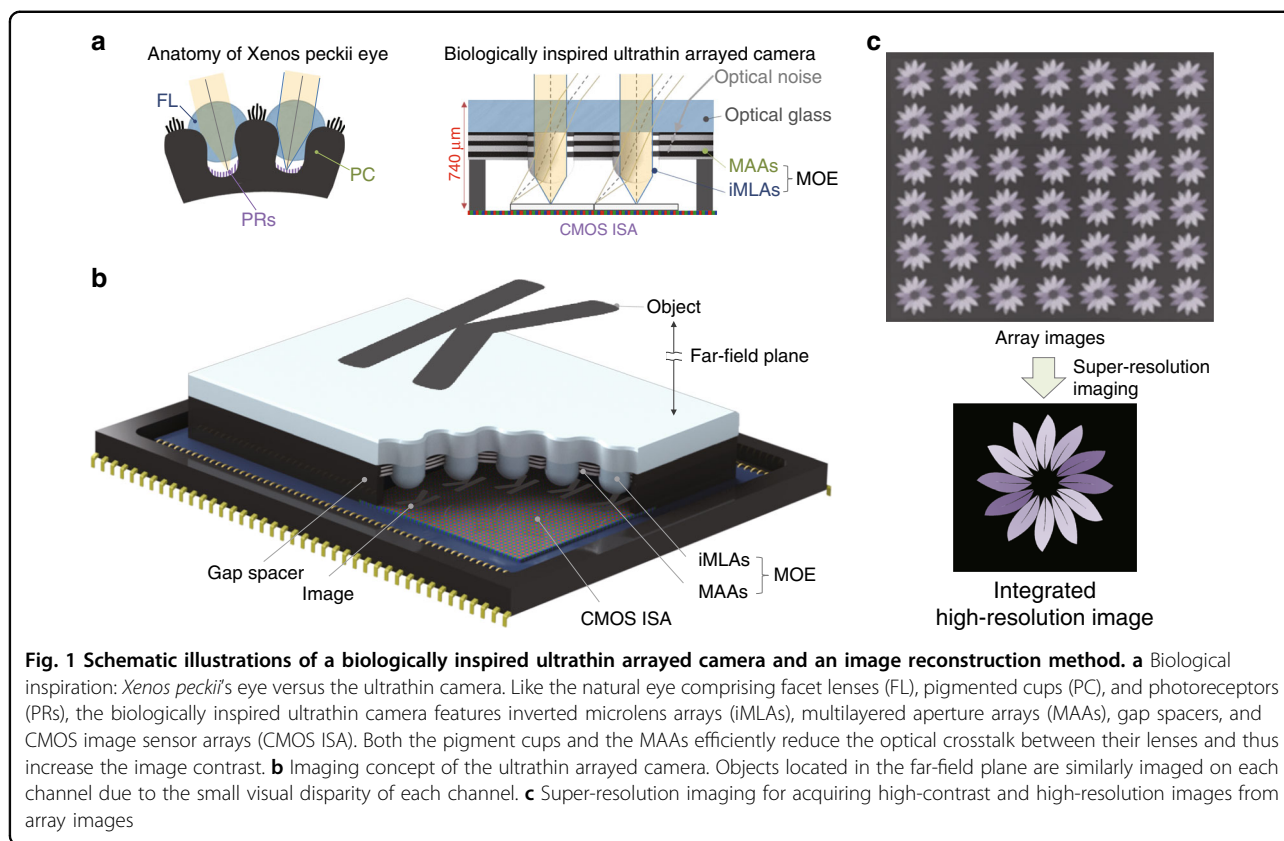 a
Anatomy of Xenos peckii eye
FL
PC
PRs
Biologically inspired ultrathin arrayed camera
Optical noise
Optical glass
740 μm
MAAs
iMLAs
MOE
CMOS ISA
b
Object
Far-field plane
Gap spacer
Image
iMLAs
MAAs
MOE
CMOS ISA
c
Array images
Super-resolution
imaging
Integrated
high-resolution image
Fig. 1 Schematic illustrations of a biologically inspired ultrathin arrayed camera and an image reconstruction method. a Biological
inspiration: Xenos peckii's eye versus the ultrathin camera. Like the natural eye comprising facet lenses (FL), pigmented cups (PC), and photoreceptors
(PRs), the biologically inspired ultrathin camera features inverted microlens arrays (iMLAs), multilayered aperture arrays (MAAs), gap spacers, and
CMOS image sensor arrays (CMOS ISA). Both the pigment cups and the MAAs efficiently reduce the optical crosstalk between their lenses and thus
increase the image contrast. b Imaging concept of the ultrathin arrayed camera. Objects located in the far-field plane are similarly imaged on each
channel due to the small visual disparity of each channel. c Super-resolution imaging for acquiring high-contrast and high-resolution images from
array images